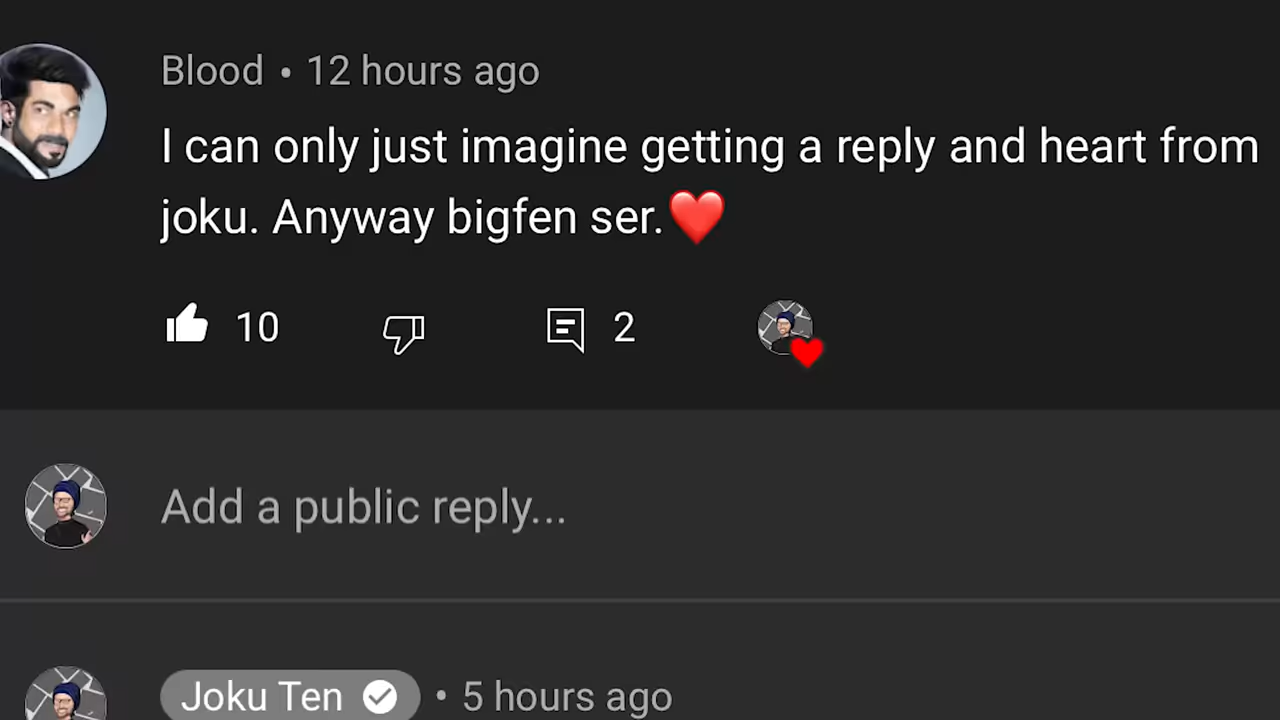 Blood • 12 hours ago
I can only just imagine getting a reply and heart from
joku. Anyway bigfen ser.❤️
10 2
Add a public reply...
Joku Ten • 5 hours ago